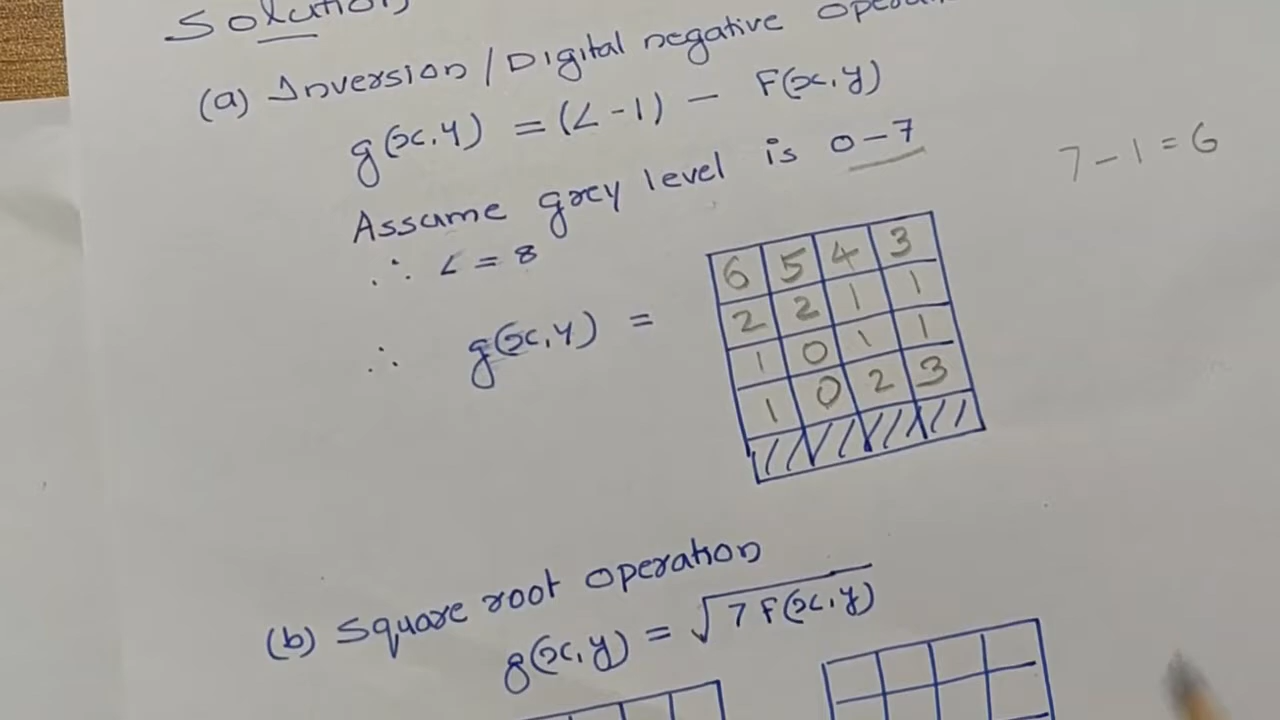 Solution
(a) Inversion / Digital negative
g(x,y) = (L-1) - F(x,y)
Assume grey level is 0-7
7-1=6
∴ L = 8
∴ g(x,y) =
6 5 4 3
2 2 1 1
1 0 1 1
1 0 2 3
(b) Square root operation
g(x,y) = √7 F(x,y)